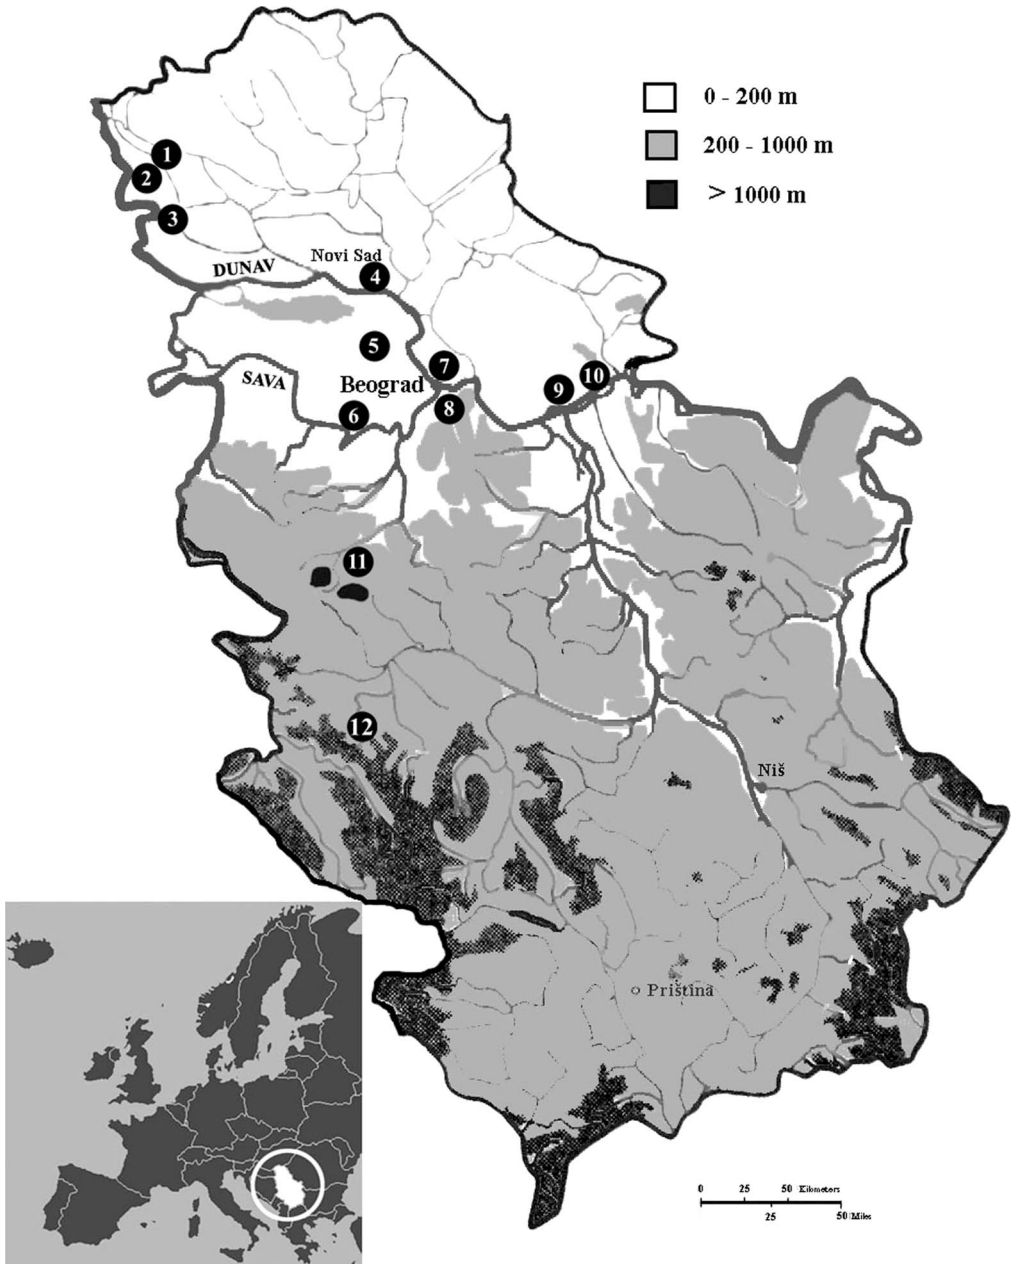 0 - 200 m
200 - 1000 m
> 1000 m
1
2
3
Novi Sad
DUNAV
4
5
7
10
SAVA
Beograd
9
6
8
11
12
Niš
Priština
0 25 50 Kilometers
25 50 Miles